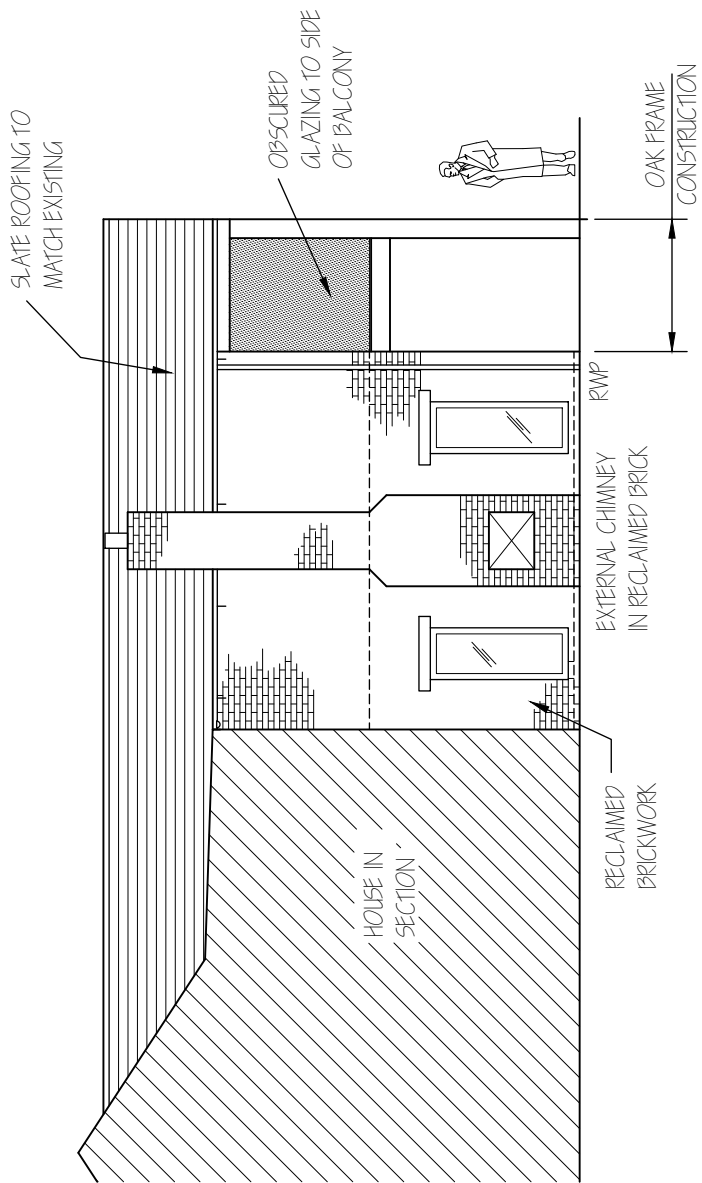 SLATE ROOFING TO
MATCH EXISTING
OBSCURED
GLAZING TO SIDE
OF BALCONY
HOUSE IN
SECTION
RECLAIMED
BRICKWORK
EXTERNAL CHIMNEY
IN RECLAIMED BRICK
RWP
OAK FRAME
CONSTRUCTION